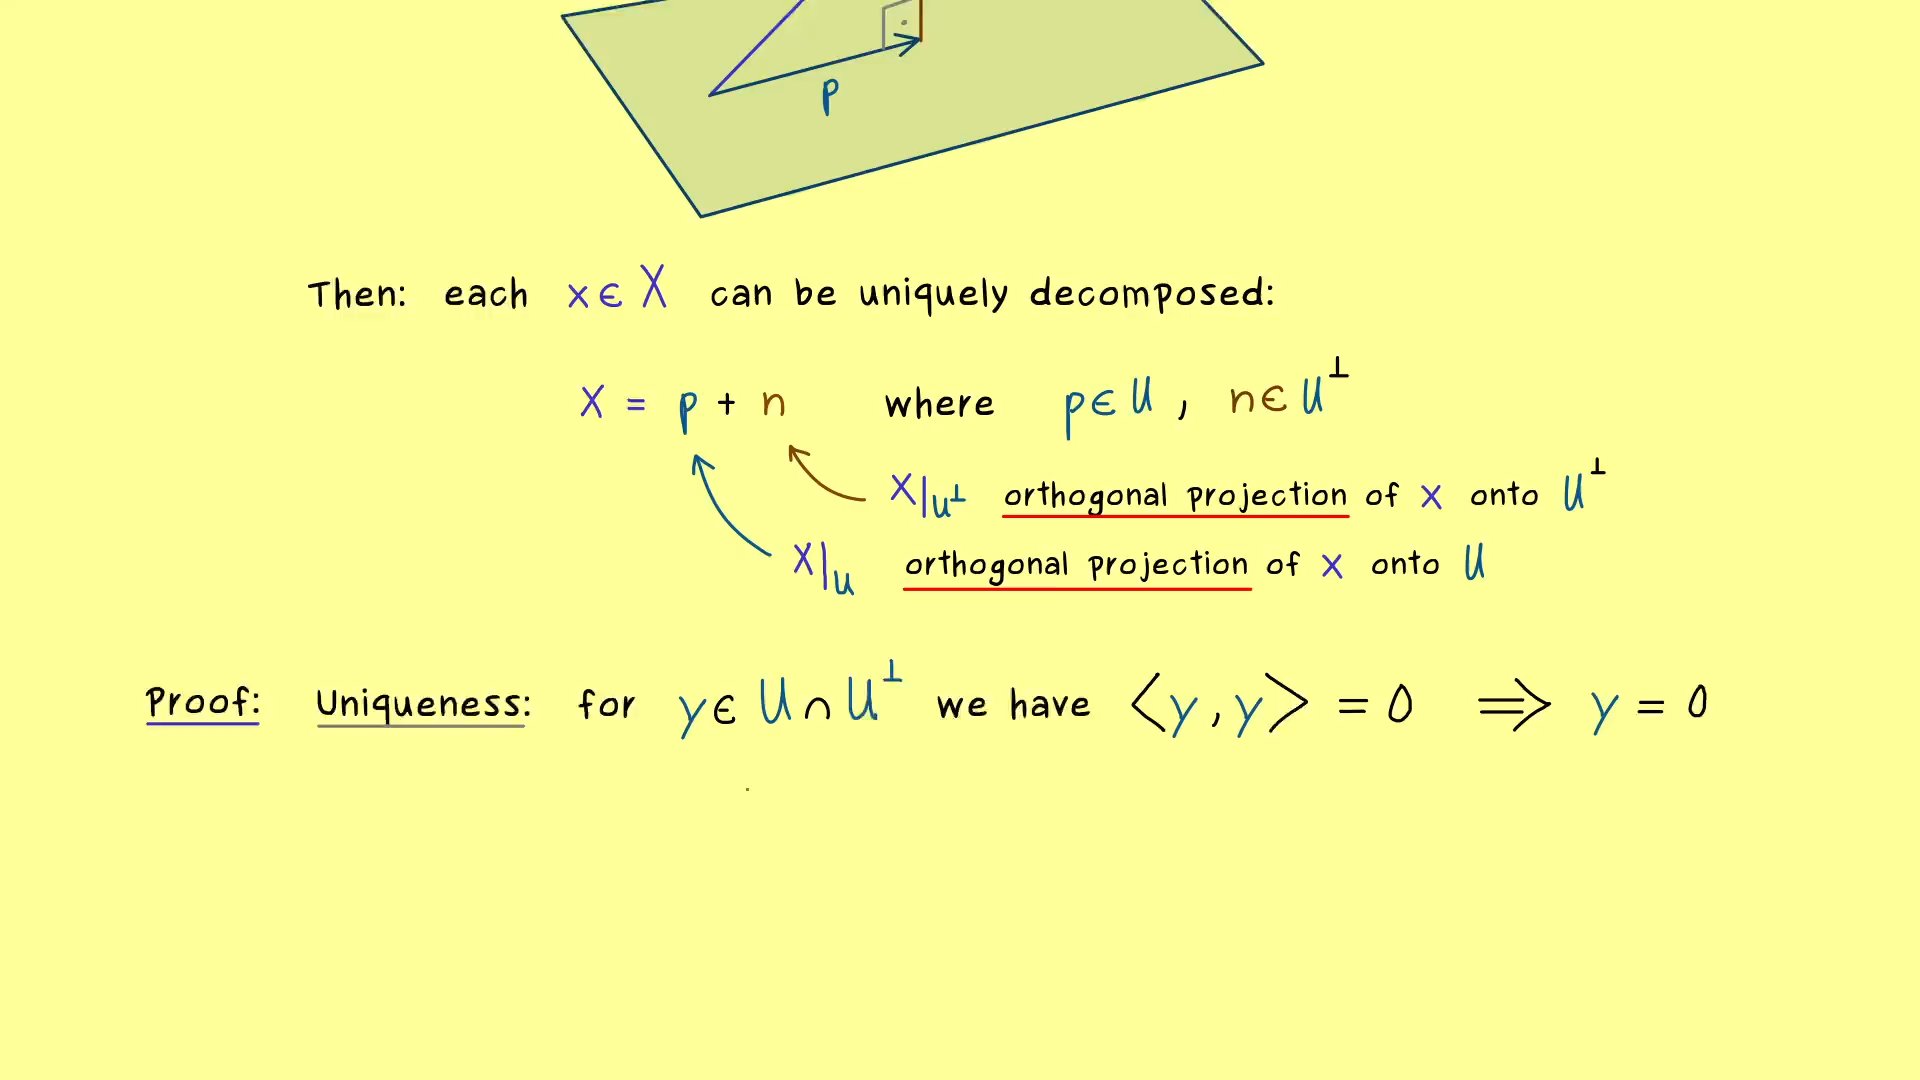 p
Then: each x ∈ X can be uniquely decomposed:
x = p + n where p ∈ U , n ∈ U^⊥
x|_{U^⊥} orthogonal projection of x onto U^⊥
x|_U orthogonal projection of x onto U
Proof: Uniqueness: for y ∈ U ∩ U^⊥ we have ⟨y, y⟩ = 0 ⟹ y = 0